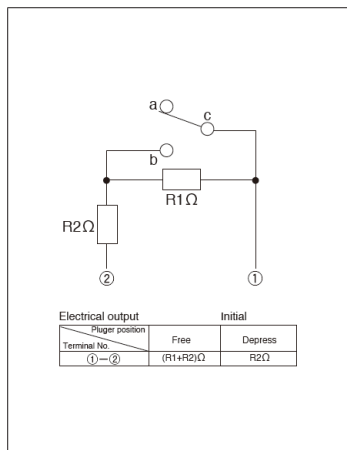 a
c
b
R1Ω
R2Ω
② ①
Electrical output Initial
Pluger position
Terminal No.
Free Depress
①—② (R1+R2)Ω R2Ω